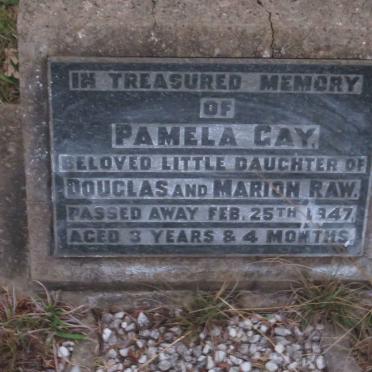 IN TREASURED MEMORY
OF
PAMELA GAY.
BELOVED LITTLE DAUGHTER OF
DOUGLAS AND MARION RAW.
PASSED AWAY FEB. 25TH 1947.
AGED 3 YEARS & 4 MONTHS.